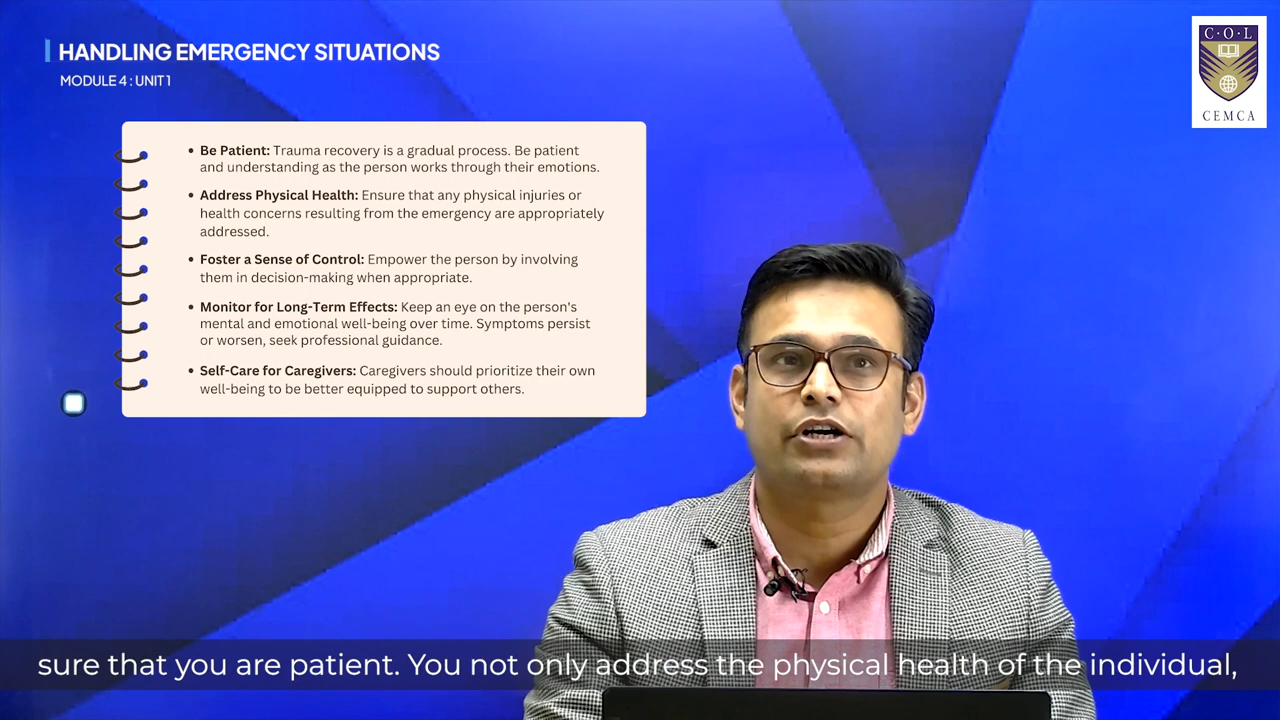 HANDLING EMERGENCY SITUATIONS
MODULE 4 : UNIT 1
C·O·L
CEMCA
• Be Patient: Trauma recovery is a gradual process. Be patient
and understanding as the person works through their emotions.
• Address Physical Health: Ensure that any physical injuries or
health concerns resulting from the emergency are appropriately
addressed.
• Foster a Sense of Control: Empower the person by involving
them in decision-making when appropriate.
• Monitor for Long-Term Effects: Keep an eye on the person's
mental and emotional well-being over time. Symptoms persist
or worsen, seek professional guidance.
• Self-Care for Caregivers: Caregivers should prioritize their own
well-being to be better equipped to support others.
sure that you are patient. You not only address the physical health of the individual,